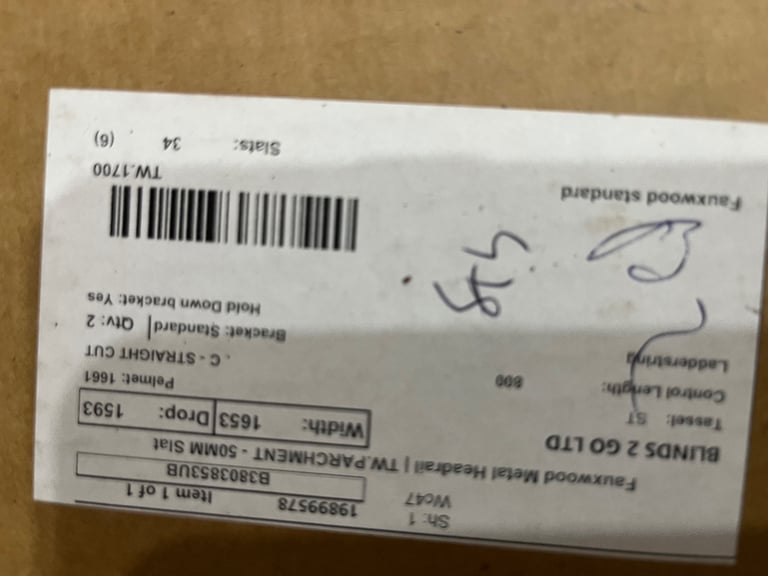 Sh: 1
19899578 Item 1 of 1
Wc47
B3803853UB
Fauxwood Metal Headrail | TW.PARCHMENT - 50MM Slat
BLINDS 2 GO LTD
Width: 1653 Drop: 1593
Tassel: ST
Pelmet: 1661
Control Length: 800
. C - STRAIGHT CUT
Ladderstring
Bracket: Standard Qty: 2
Hold Down bracket: Yes
Fauxwood standard
TW.1700
Slats: 34 (6)